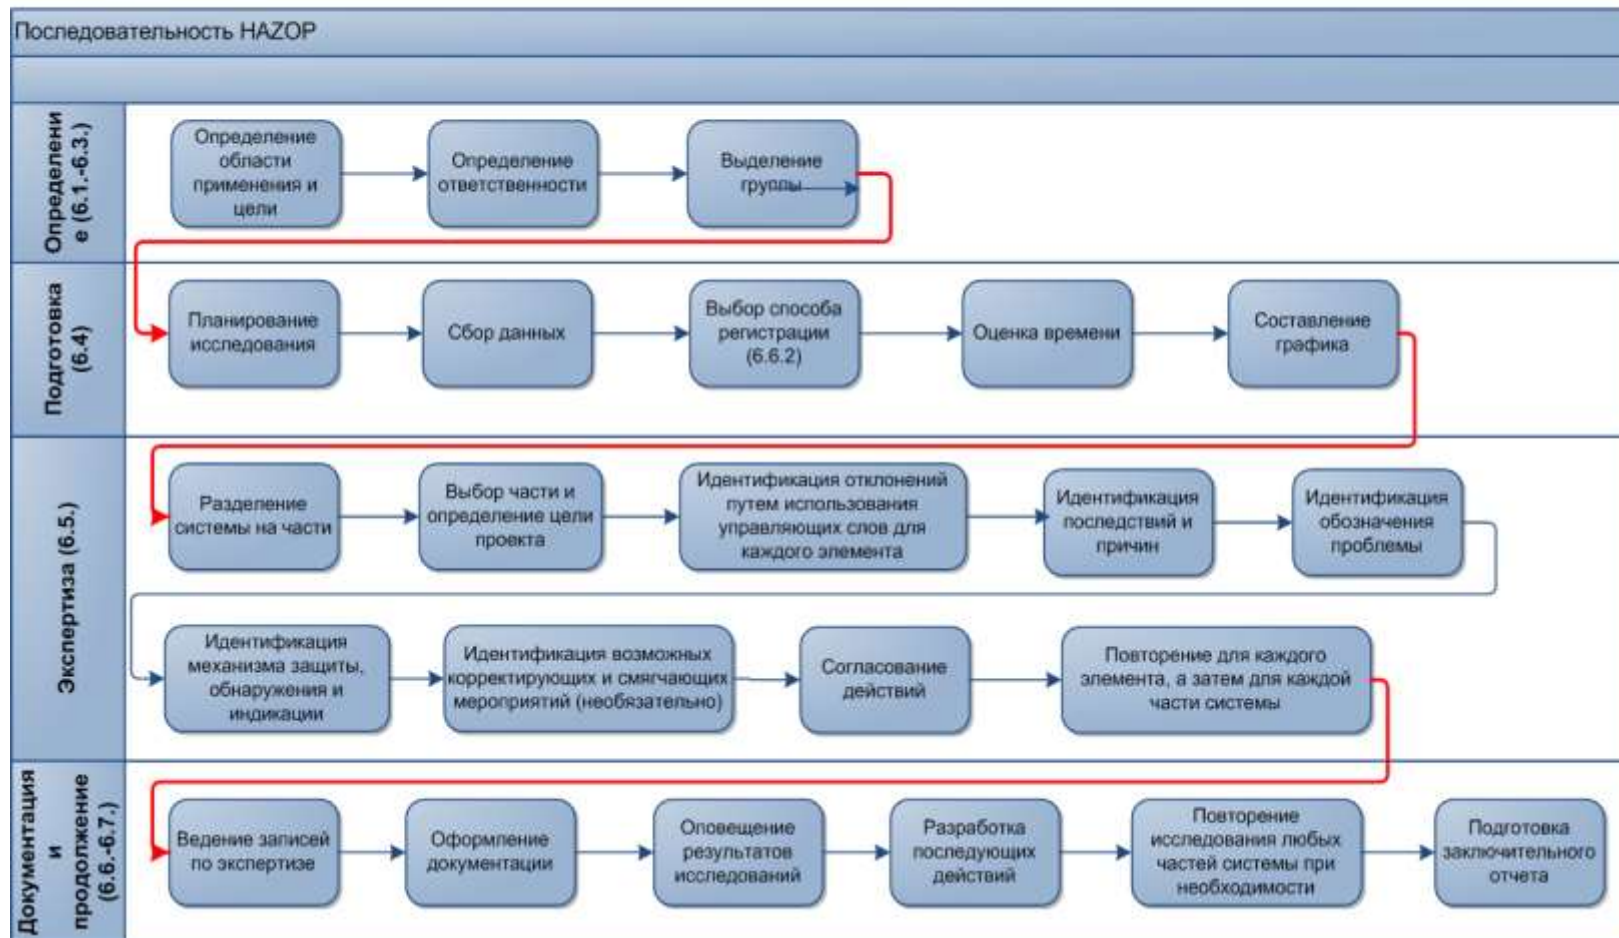 Последовательность HAZOP
Определени
е (6.1.-6.3.)
Определение
области
применения и
цели
Определение
ответственности
Выделение
группы
Подготовка
(6.4)
Планирование
исследования
Сбор данных
Выбор способа
регистрации
(6.6.2)
Оценка времени
Составление
графика
Экспертиза (6.5.)
Разделение
системы на части
Выбор части и
определение цели
проекта
Идентификация отклонений
путем использования
управляющих слов для
каждого элемента
Идентификация
последствий и
причин
Идентификация
обозначения
проблемы
Идентификация
механизма защиты,
обнаружения и
индикации
Идентификация возможных
корректирующих и смягчающих
мероприятий (необязательно)
Согласование
действий
Повторение для каждого
элемента, а затем для каждой
части системы
Документация
и
продолжение
(6.6.-6.7.)
Ведение записей
по экспертизе
Оформление
документации
Оповещение
результатов
исследований
Разработка
последующих
действий
Повторение
исследования любых
частей системы при
необходимости
Подготовка
заключительного
отчета